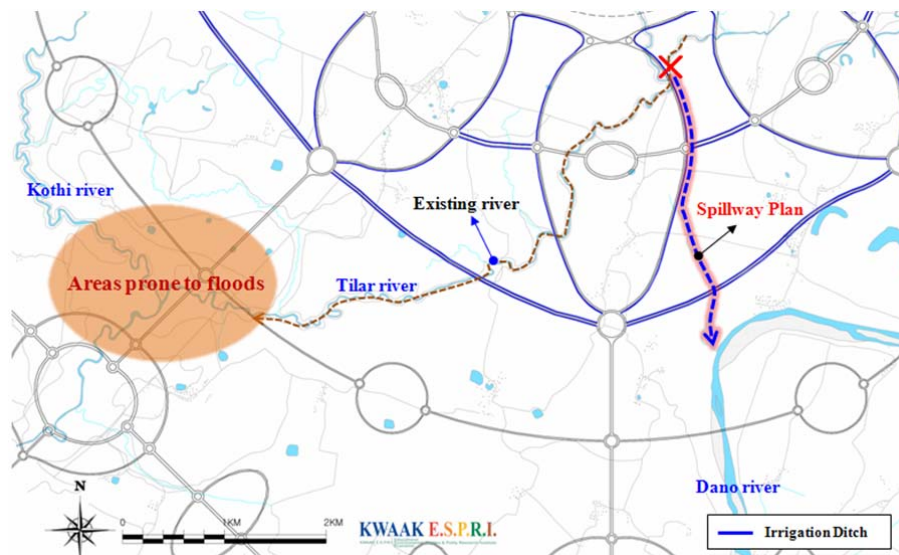 Kothi river
Existing river
Spillway Plan
Areas prone to floods
Tilar river
Dano river
N
0
1KM
2KM
KWAAK E.S.P.R.I.
Irrigation Ditch